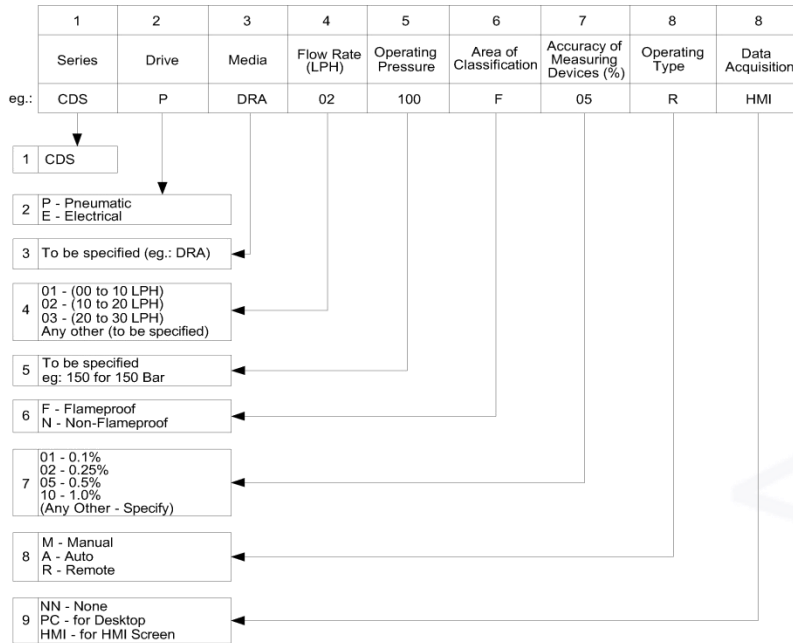 1 2 3 4 5 6 7 8 8
Series Drive Media Flow Rate (LPH) Operating Pressure Area of Classification Accuracy of Measuring Devices (%) Operating Type Data Acquisition
eg.: CDS P DRA 02 100 F 05 R HMI
1 CDS
2 P - Pneumatic
E - Electrical
3 To be specified (eg.: DRA)
4 01 - (00 to 10 LPH)
02 - (10 to 20 LPH)
03 - (20 to 30 LPH)
Any other (to be specified)
5 To be specified
eg: 150 for 150 Bar
6 F - Flameproof
N - Non-Flameproof
7 01 - 0.1%
02 - 0.25%
05 - 0.5%
10 - 1.0%
(Any Other - Specify)
8 M - Manual
A - Auto
R - Remote
9 NN - None
PC - for Desktop
HMI - for HMI Screen